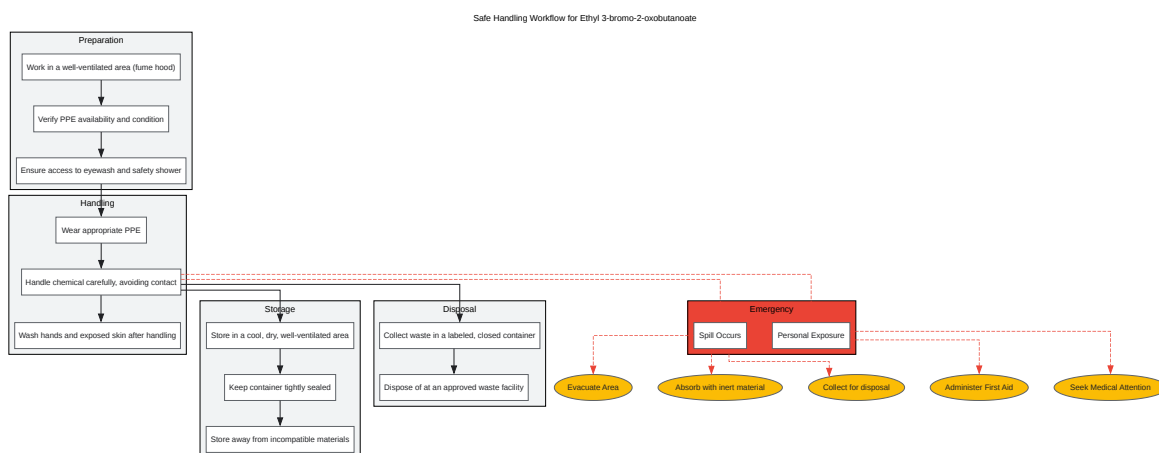 Safe Handling Workflow for Ethyl 3-bromo-2-oxobutanoate
Preparation
Work in a well-ventilated area (fume hood)
Verify PPE availability and condition
Ensure access to eyewash and safety shower
Handling
Wear appropriate PPE
Handle chemical carefully, avoiding contact
Wash hands and exposed skin after handling
Storage
Store in a cool, dry, well-ventilated area
Keep container tightly sealed
Store away from incompatible materials
Disposal
Collect waste in a labeled, closed container
Dispose of at an approved waste facility
Emergency
Spill Occurs
Personal Exposure
Evacuate Area
Absorb with inert material
Collect for disposal
Administer First Aid
Seek Medical Attention